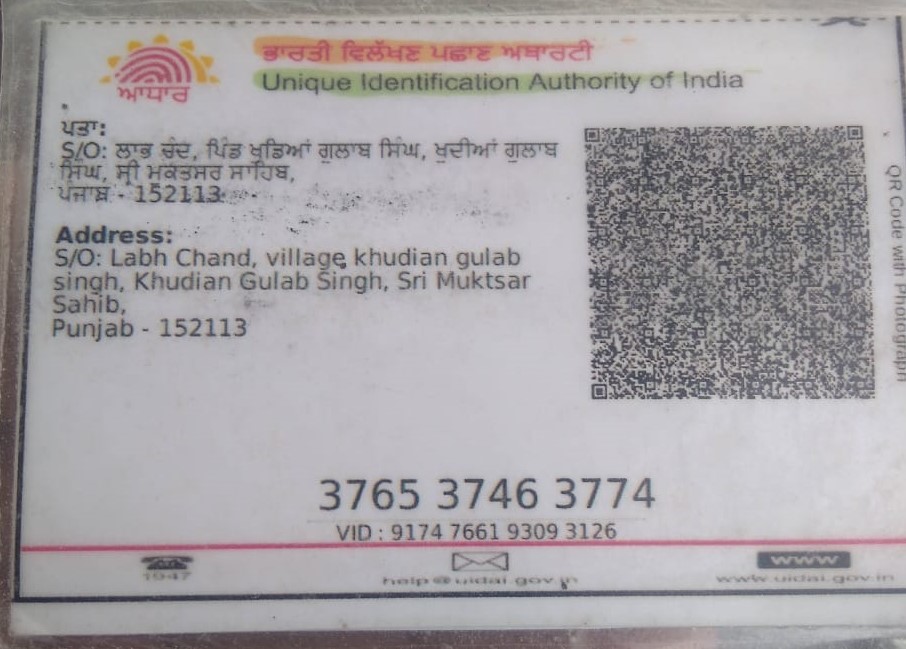 ਆਧਾਰ
ਭਾਰਤੀ ਵਿਲੱਖਣ ਪਛਾਣ ਅਥਾਰਟੀ
Unique Identification Authority of India
ਪਤਾ:
S/O: ਲਾਭ ਚੰਦ, ਪਿੰਡ ਖੁਡਿਆਂ ਗੁਲਾਬ ਸਿੰਘ, ਖੁਦੀਆਂ ਗੁਲਾਬ
ਸਿੰਘ, ਸ੍ਰੀ ਮਕਤਸਰ ਸਾਹਿਬ,
ਪੰਜਾਬ - 152113
Address:
S/O: Labh Chand, village khudian gulab
singh, Khudian Gulab Singh, Sri Muktsar
Sahib,
Punjab - 152113
QR Code with Photograph
3765 3746 3774
VID : 9174 7661 9309 3126
1947
help@uidai.gov.in
www
www.uidai.gov.in